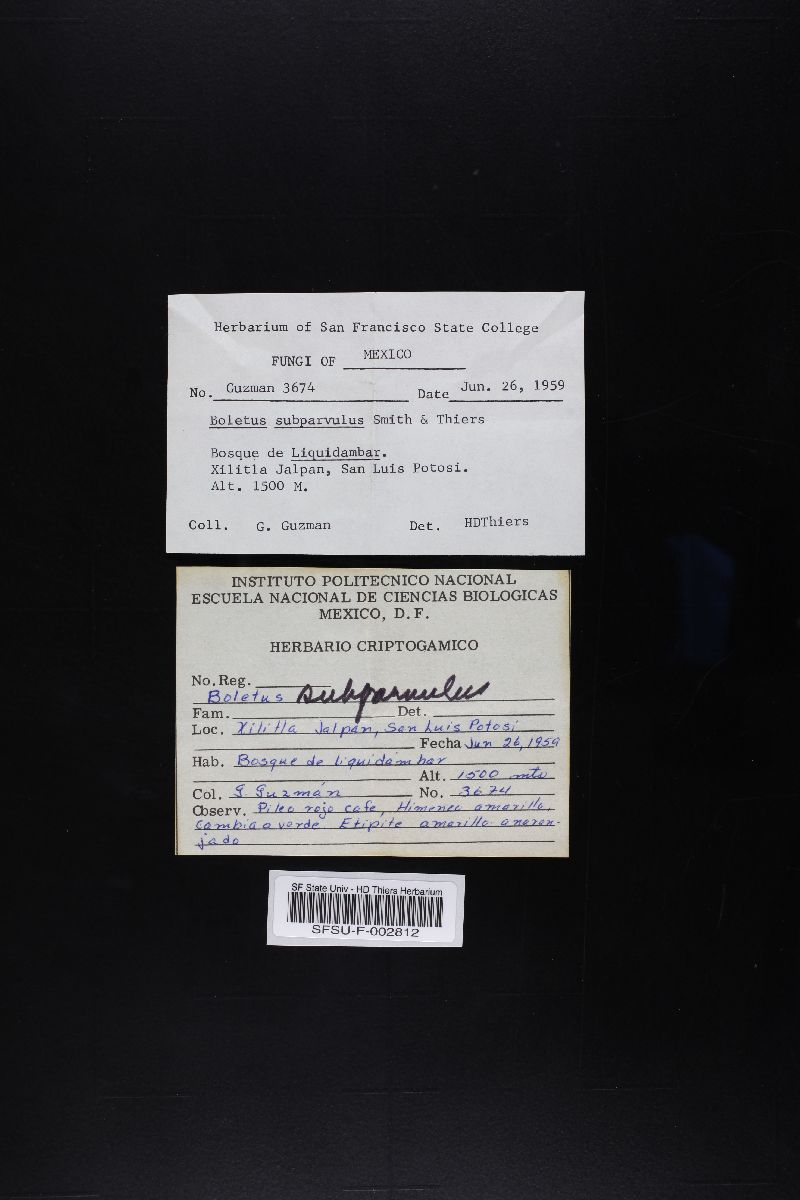 Herbarium of San Francisco State College
FUNGI OF MEXICO
No. Guzman 3674 Date Jun. 26, 1959
Boletus subparvulus Smith & Thiers
Bosque de Liquidambar.
Xilitla Jalpan, San Luis Potosi.
Alt. 1500 M.
Coll. G. Guzman Det. HDThiers
INSTITUTO POLITECNICO NACIONAL
ESCUELA NACIONAL DE CIENCIAS BIOLOGICAS
MEXICO, D. F.
HERBARIO CRIPTOGAMICO
No. Reg.
Boletus subparvulus
Fam. Det.
Loc. Xilitla Jalpan, San Luis Potosi
Fecha Jun 26, 1959
Hab. Bosque de liquidambar
Alt. 1500 mts
Col. G. Guzmán No. 3674
Observ. Pileo rojo cafe, Himeneo amarillo,
cambia a verde. Etipite amarillo-anaran-
jado
SF State Univ - HD Thiers Herbarium
SFSU-F-002812